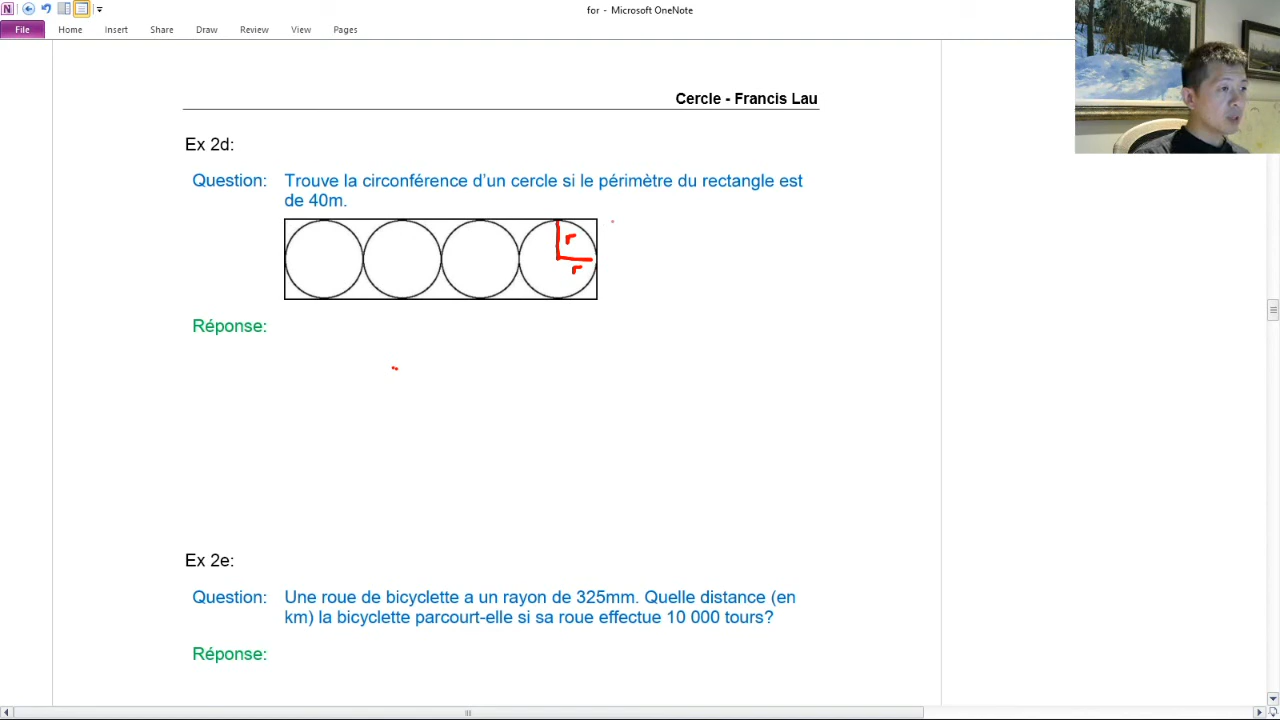 for - Microsoft OneNote
File Home Insert Share Draw Review View Pages
Cercle - Francis Lau
Ex 2d:
Question: Trouve la circonférence d'un cercle si le périmètre du rectangle est
de 40m.
r
r
Réponse:
Ex 2e:
Question: Une roue de bicyclette a un rayon de 325mm. Quelle distance (en
km) la bicyclette parcourt-elle si sa roue effectue 10 000 tours?
Réponse: